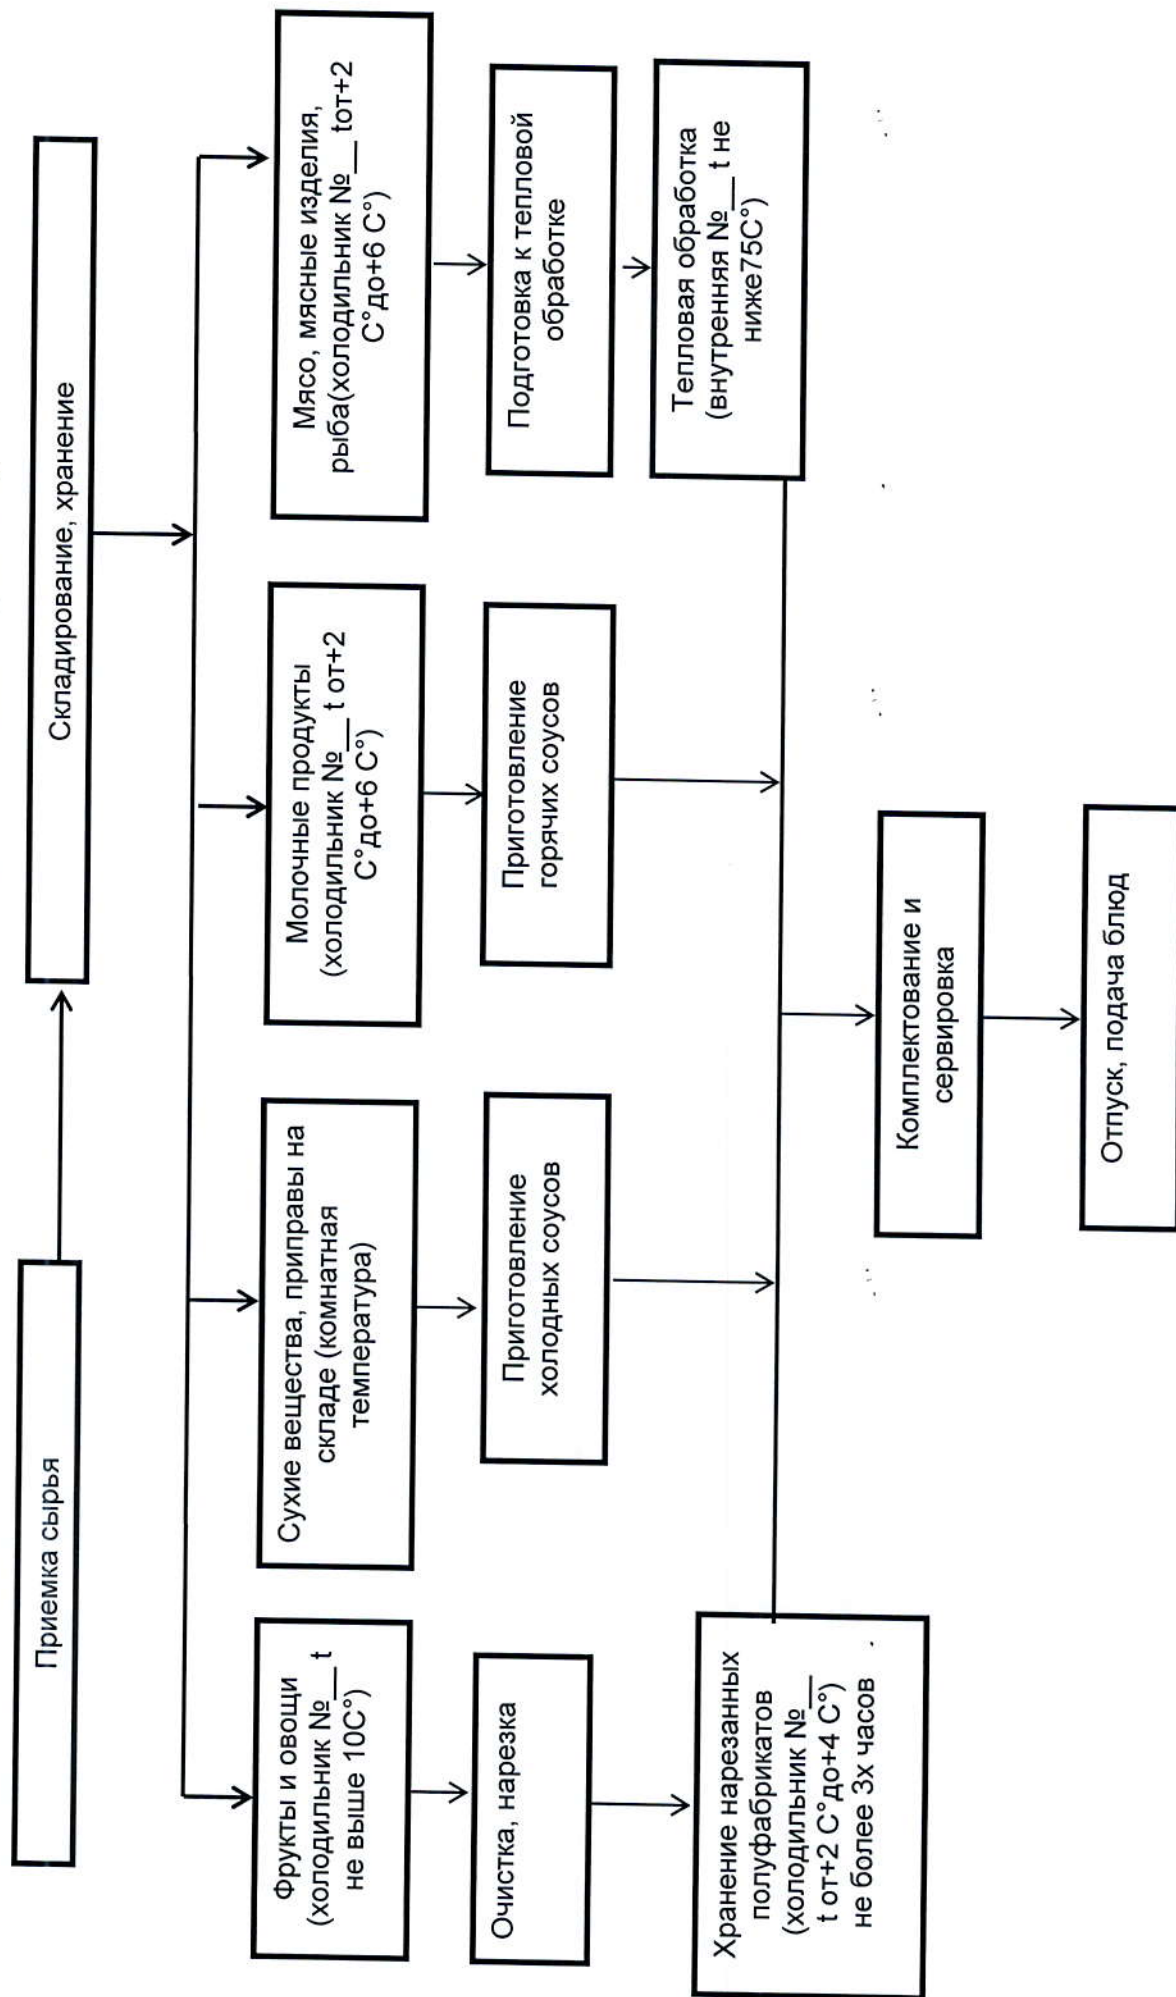 Приемка сырья
Складирование, хранение
Фрукты и овощи
(холодильник №__ t
не выше 10С°)
Сухие вещества, приправы на
складе (комнатная
температура)
Молочные продукты
(холодильник №__ t от+2
С°до+6 С°)
Мясо, мясные изделия,
рыба(холодильник №__ tот+2
С°до+6 С°)
Очистка, нарезка
Приготовление
холодных соусов
Приготовление
горячих соусов
Подготовка к тепловой
обработке
Хранение нарезанных
полуфабрикатов
(холодильник №__
t от+2 С°до+4 С°)
не более 3х часов
Тепловая обработка
(внутренняя №__ t не
ниже75С°)
Комплектование и
сервировка
Отпуск, подача блюд